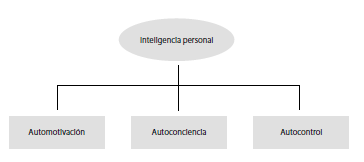 Inteligencia personal
Automotivación
Autoconciencia
Autocontrol